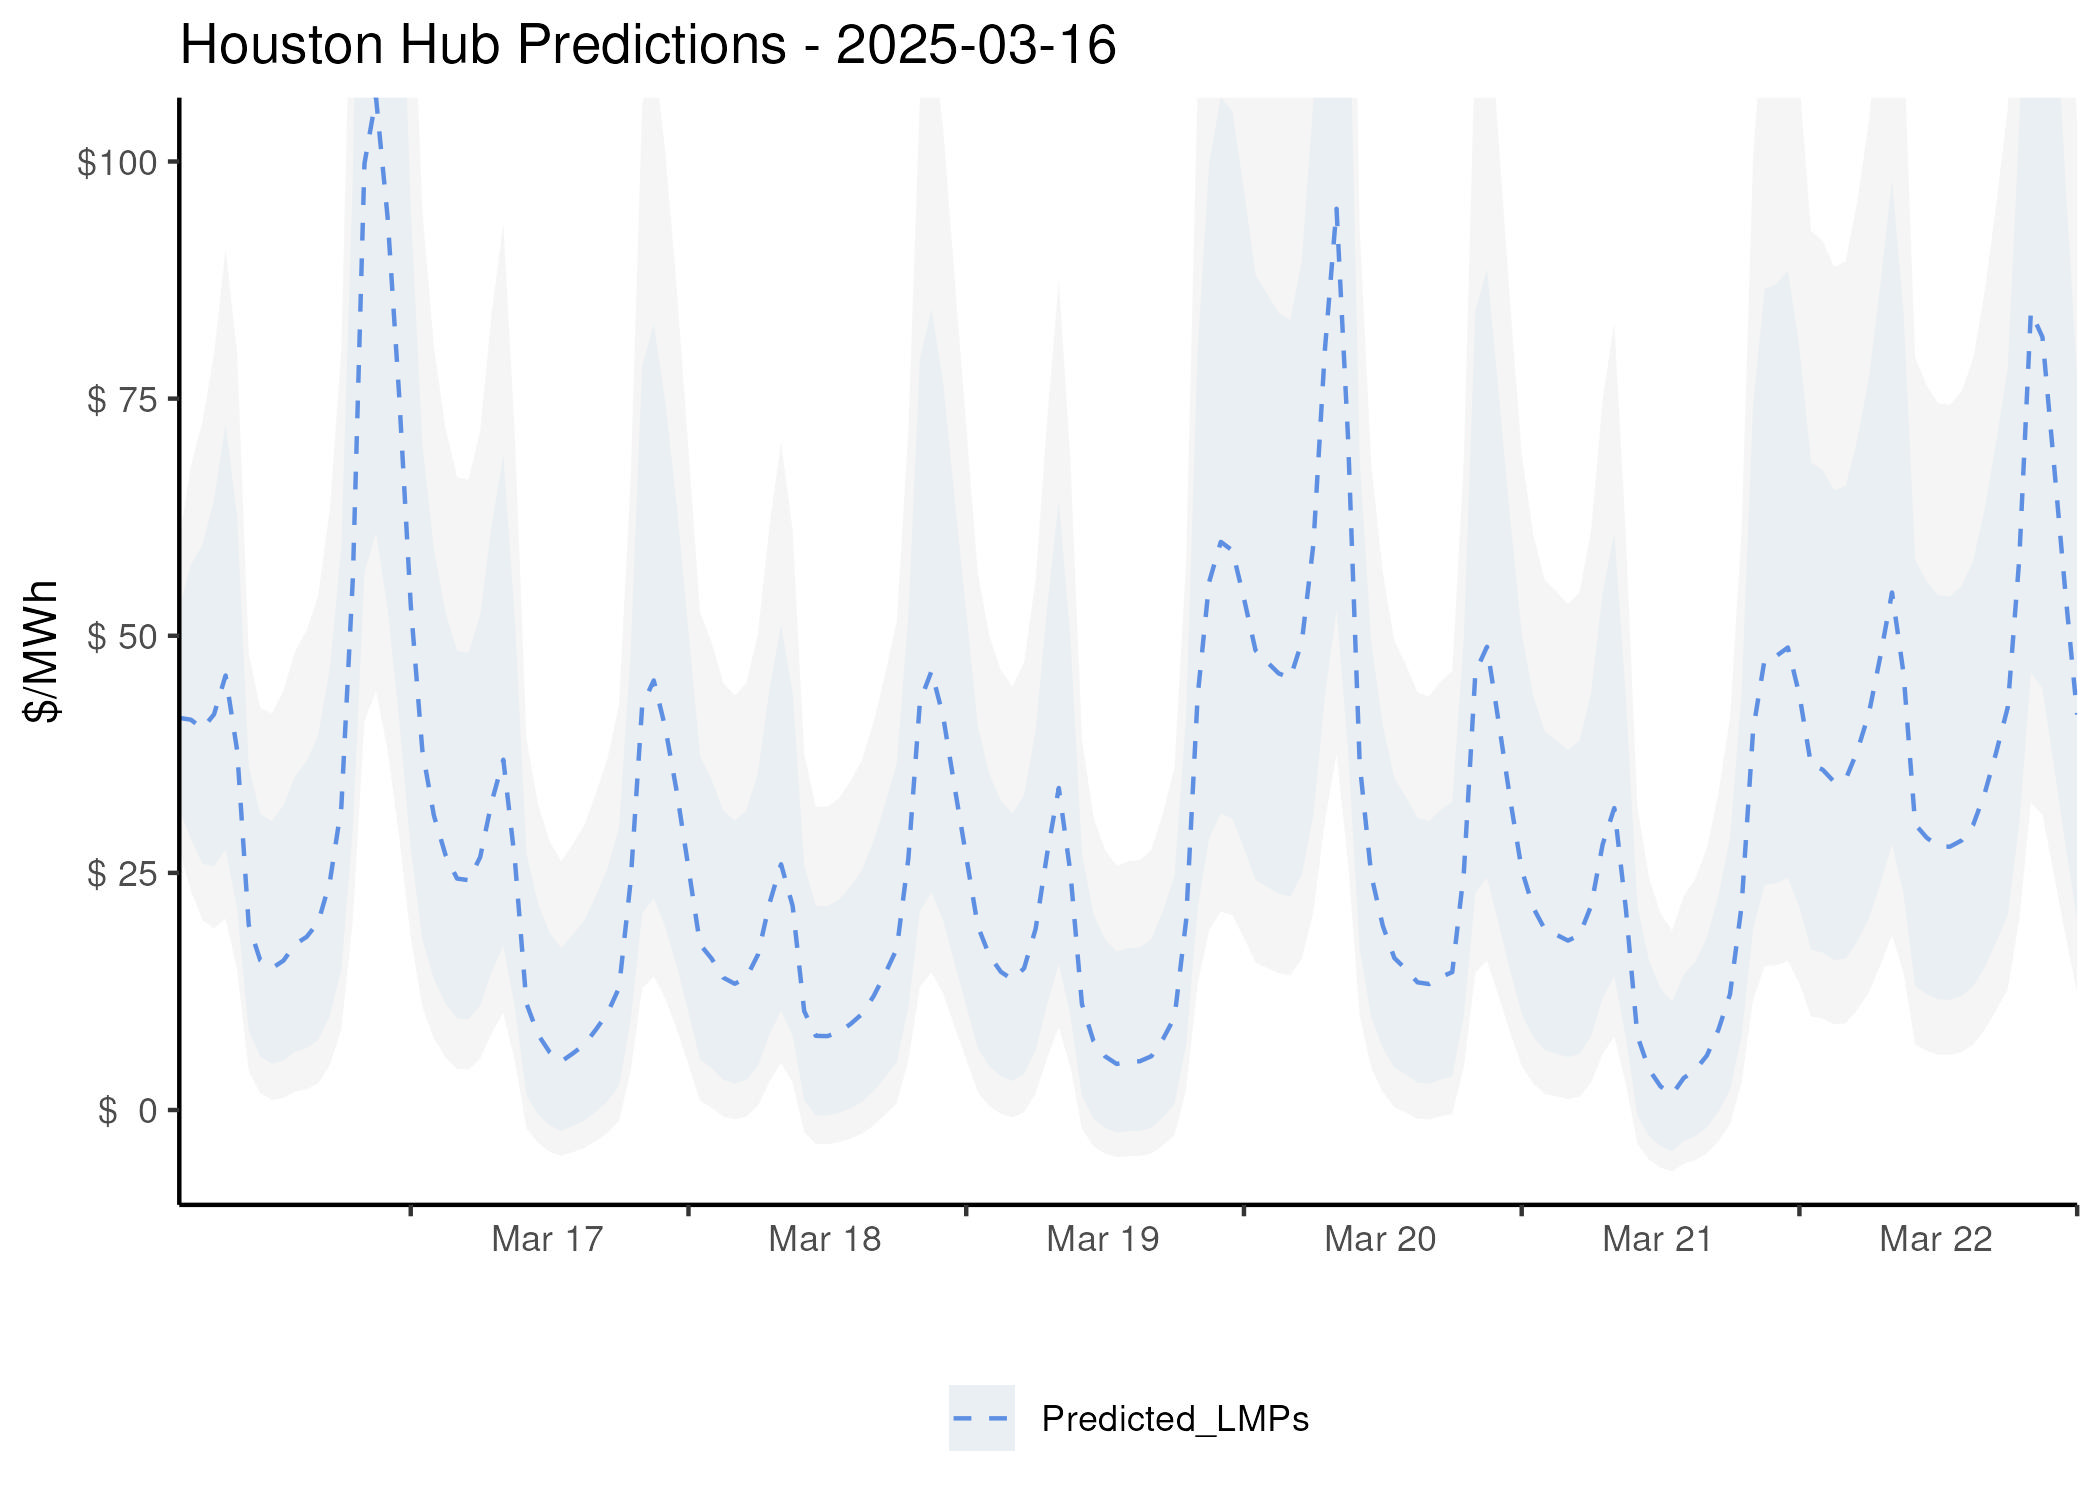 Houston Hub Predictions - 2025-03-16
$/MWh
$100
$ 75
$ 50
$ 25
$  0
Mar 17
Mar 18
Mar 19
Mar 20
Mar 21
Mar 22
Predicted_LMPs